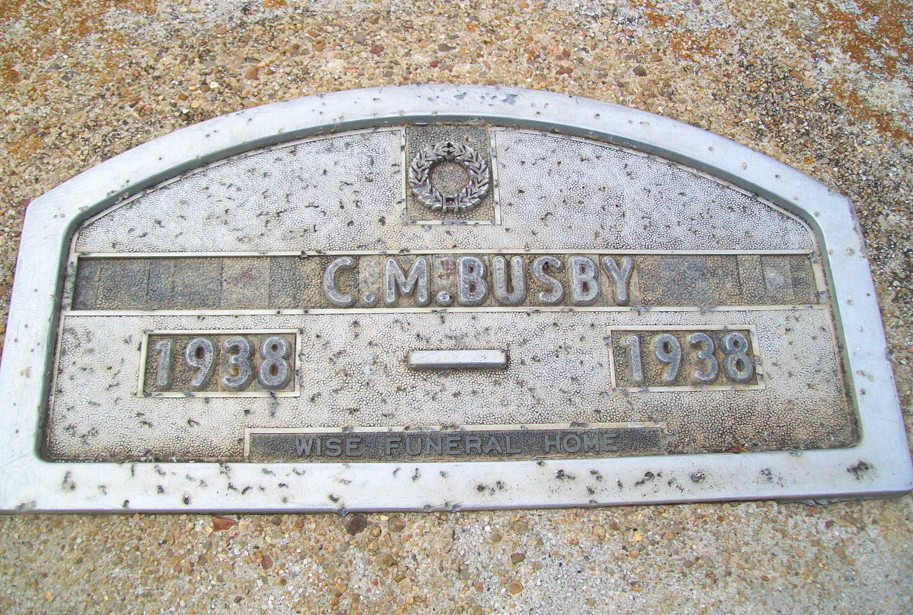 C.M.BUSBY
1938 — 1938
WISE FUNERAL HOME